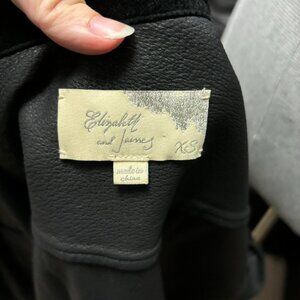 Elizabeth
and James
XS
made in
china